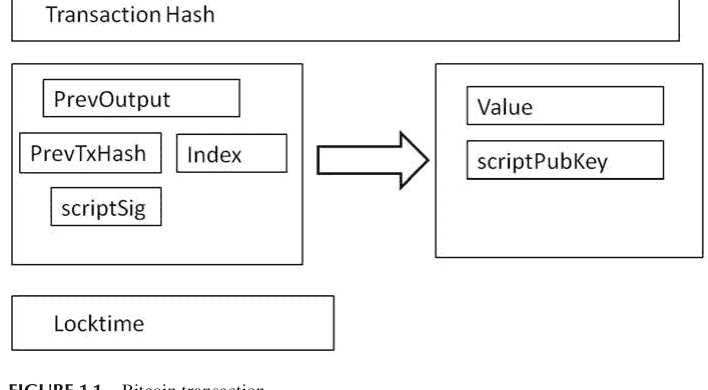 Transaction Hash
PrevOutput
PrevTxHash
Index
scriptSig
Value
scriptPubKey
Locktime
FIGURE 1.1 Bitcoin transaction